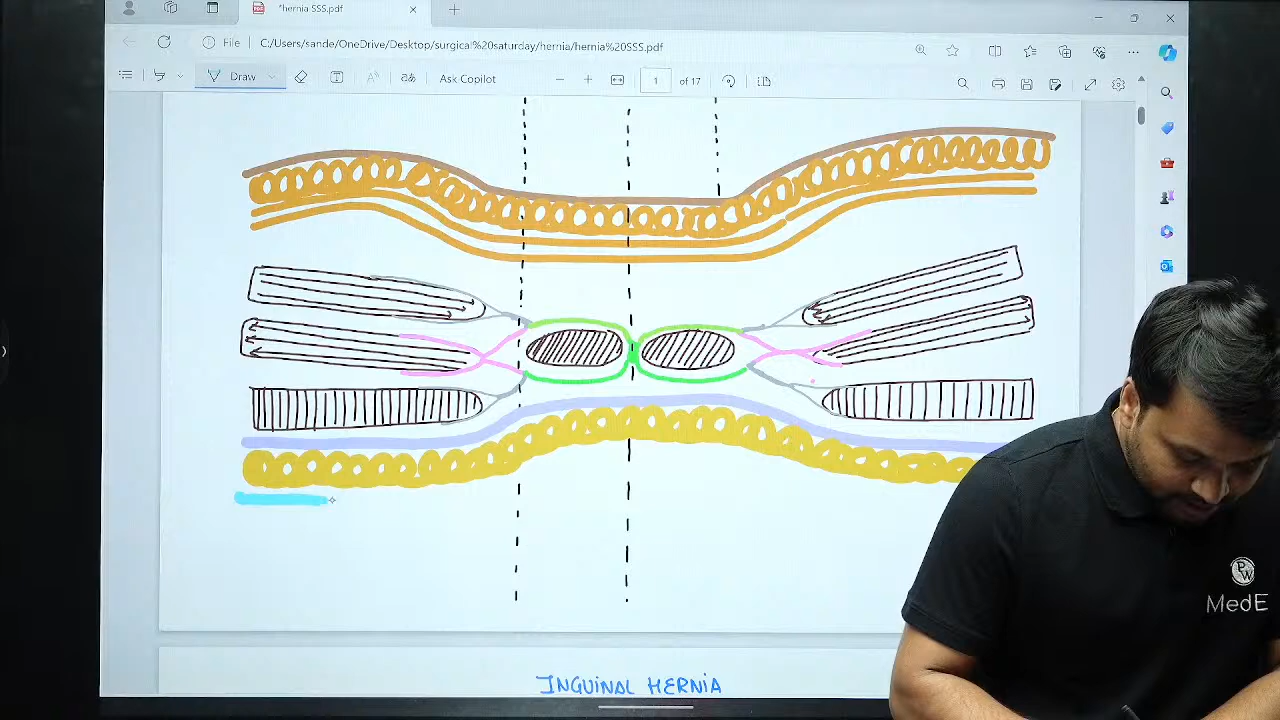 *hernia SSS.pdf
File C:/Users/sande/OneDrive/Desktop/surgical%20saturday/hernia/hernia%20SSS.pdf
Draw Ask Copilot 1 of 17
INGUINAL HERNIA
PW
MedE